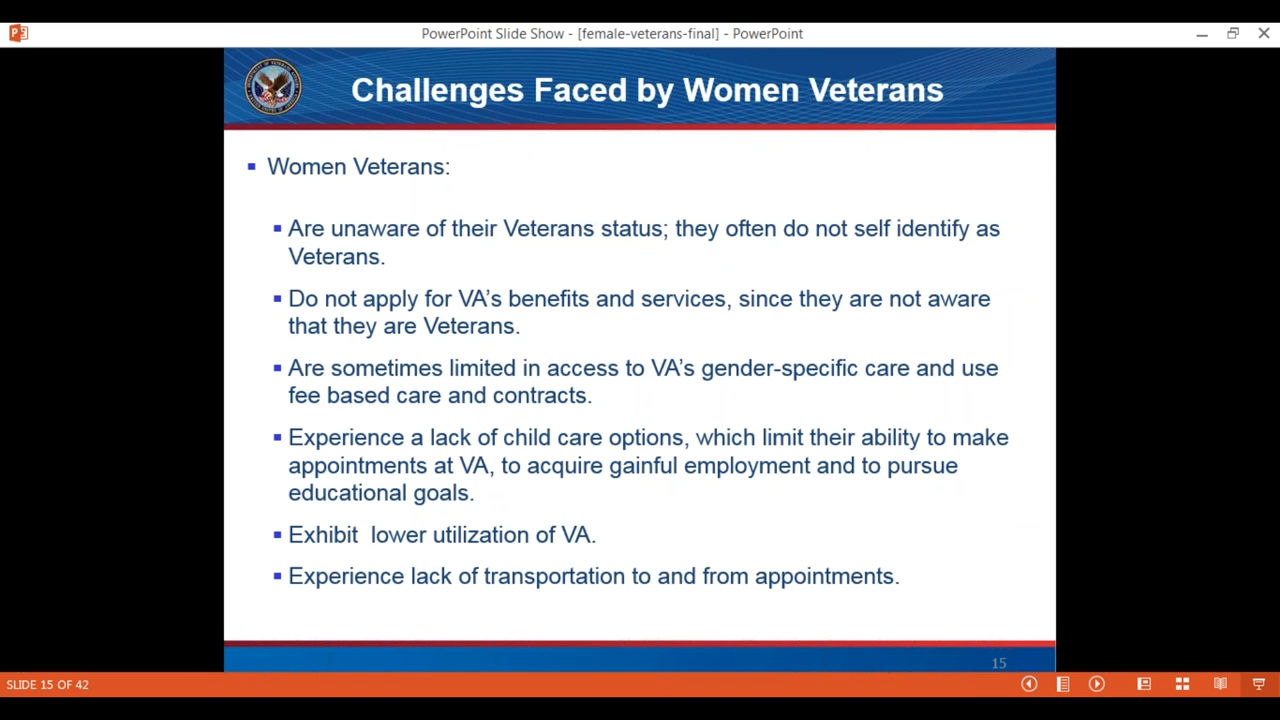 PowerPoint Slide Show - [female-veterans-final] - PowerPoint
Challenges Faced by Women Veterans
Women Veterans:
Are unaware of their Veterans status; they often do not self identify as
Veterans.
Do not apply for VA's benefits and services, since they are not aware
that they are Veterans.
Are sometimes limited in access to VA's gender-specific care and use
fee based care and contracts.
Experience a lack of child care options, which limit their ability to make
appointments at VA, to acquire gainful employment and to pursue
educational goals.
Exhibit  lower utilization of VA.
Experience lack of transportation to and from appointments.
15
SLIDE 15 OF 42